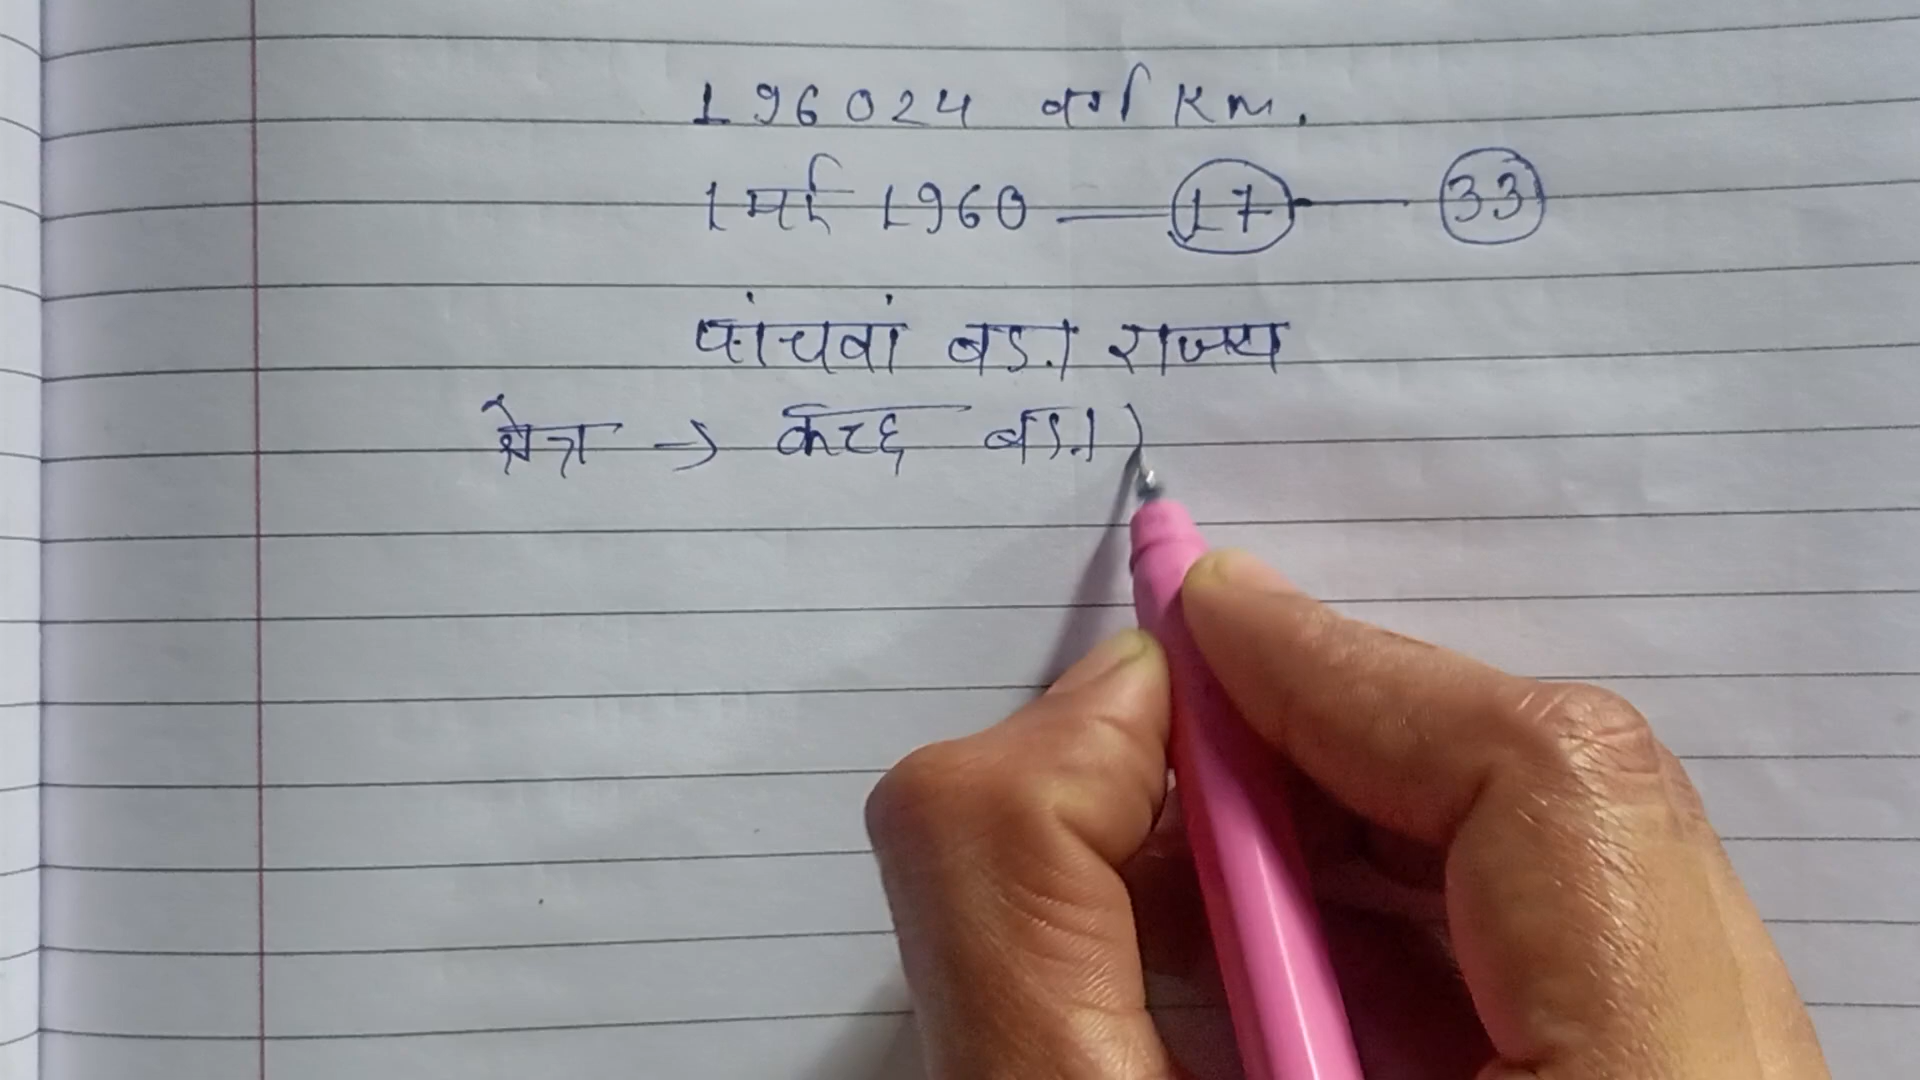 196024 वर्ग Km.
1 मई 1960 — 17 — 33
पांचवां बड़ा राज्य
क्षेत्र → कच्छ बड़ा )